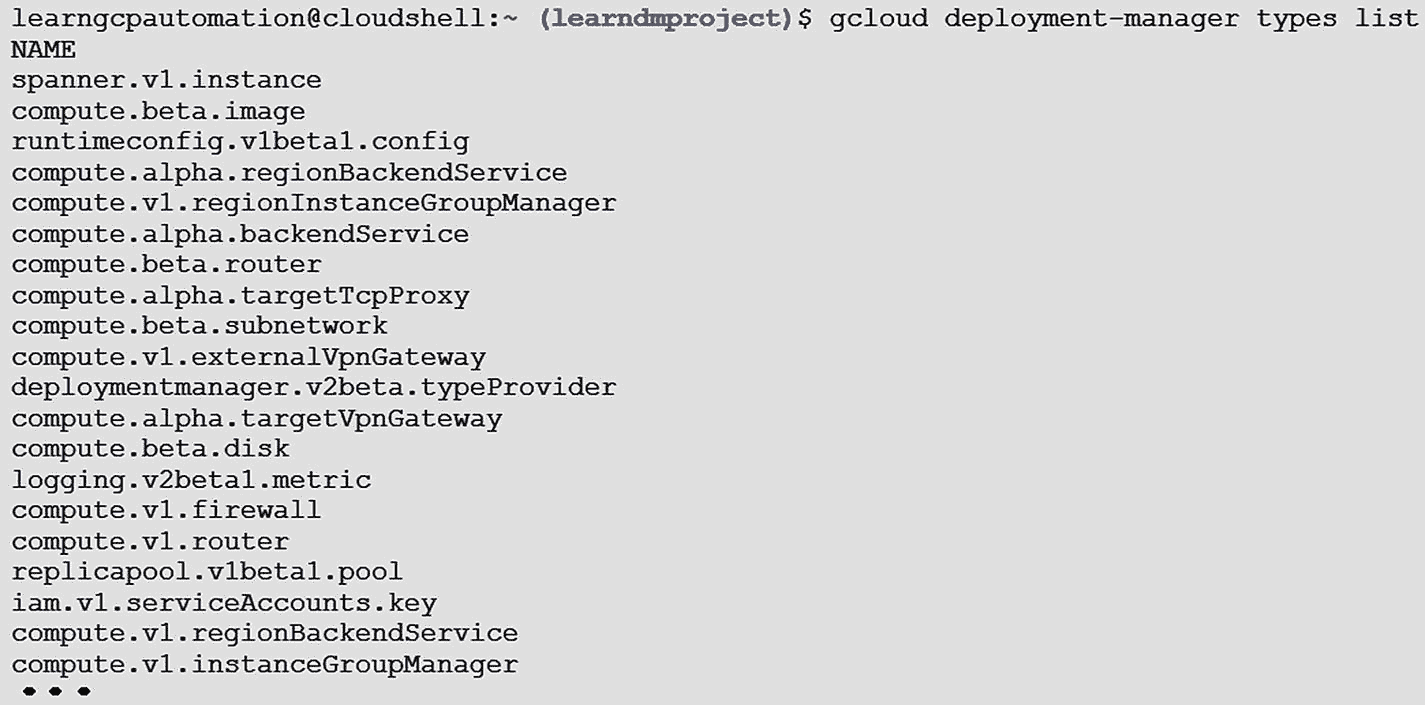 learngcpautomation@cloudshell:~ (learndmproject)$ gcloud deployment-manager types list
NAME
spanner.v1.instance
compute.beta.image
runtimeconfig.v1beta1.config
compute.alpha.regionBackendService
compute.v1.regionInstanceGroupManager
compute.alpha.backendService
compute.beta.router
compute.alpha.targetTcpProxy
compute.beta.subnetwork
compute.v1.externalVpnGateway
deploymentmanager.v2beta.typeProvider
compute.alpha.targetVpnGateway
compute.beta.disk
logging.v2beta1.metric
compute.v1.firewall
compute.v1.router
replicapool.v1beta1.pool
iam.v1.serviceAccounts.key
compute.v1.regionBackendService
compute.v1.instanceGroupManager
•••